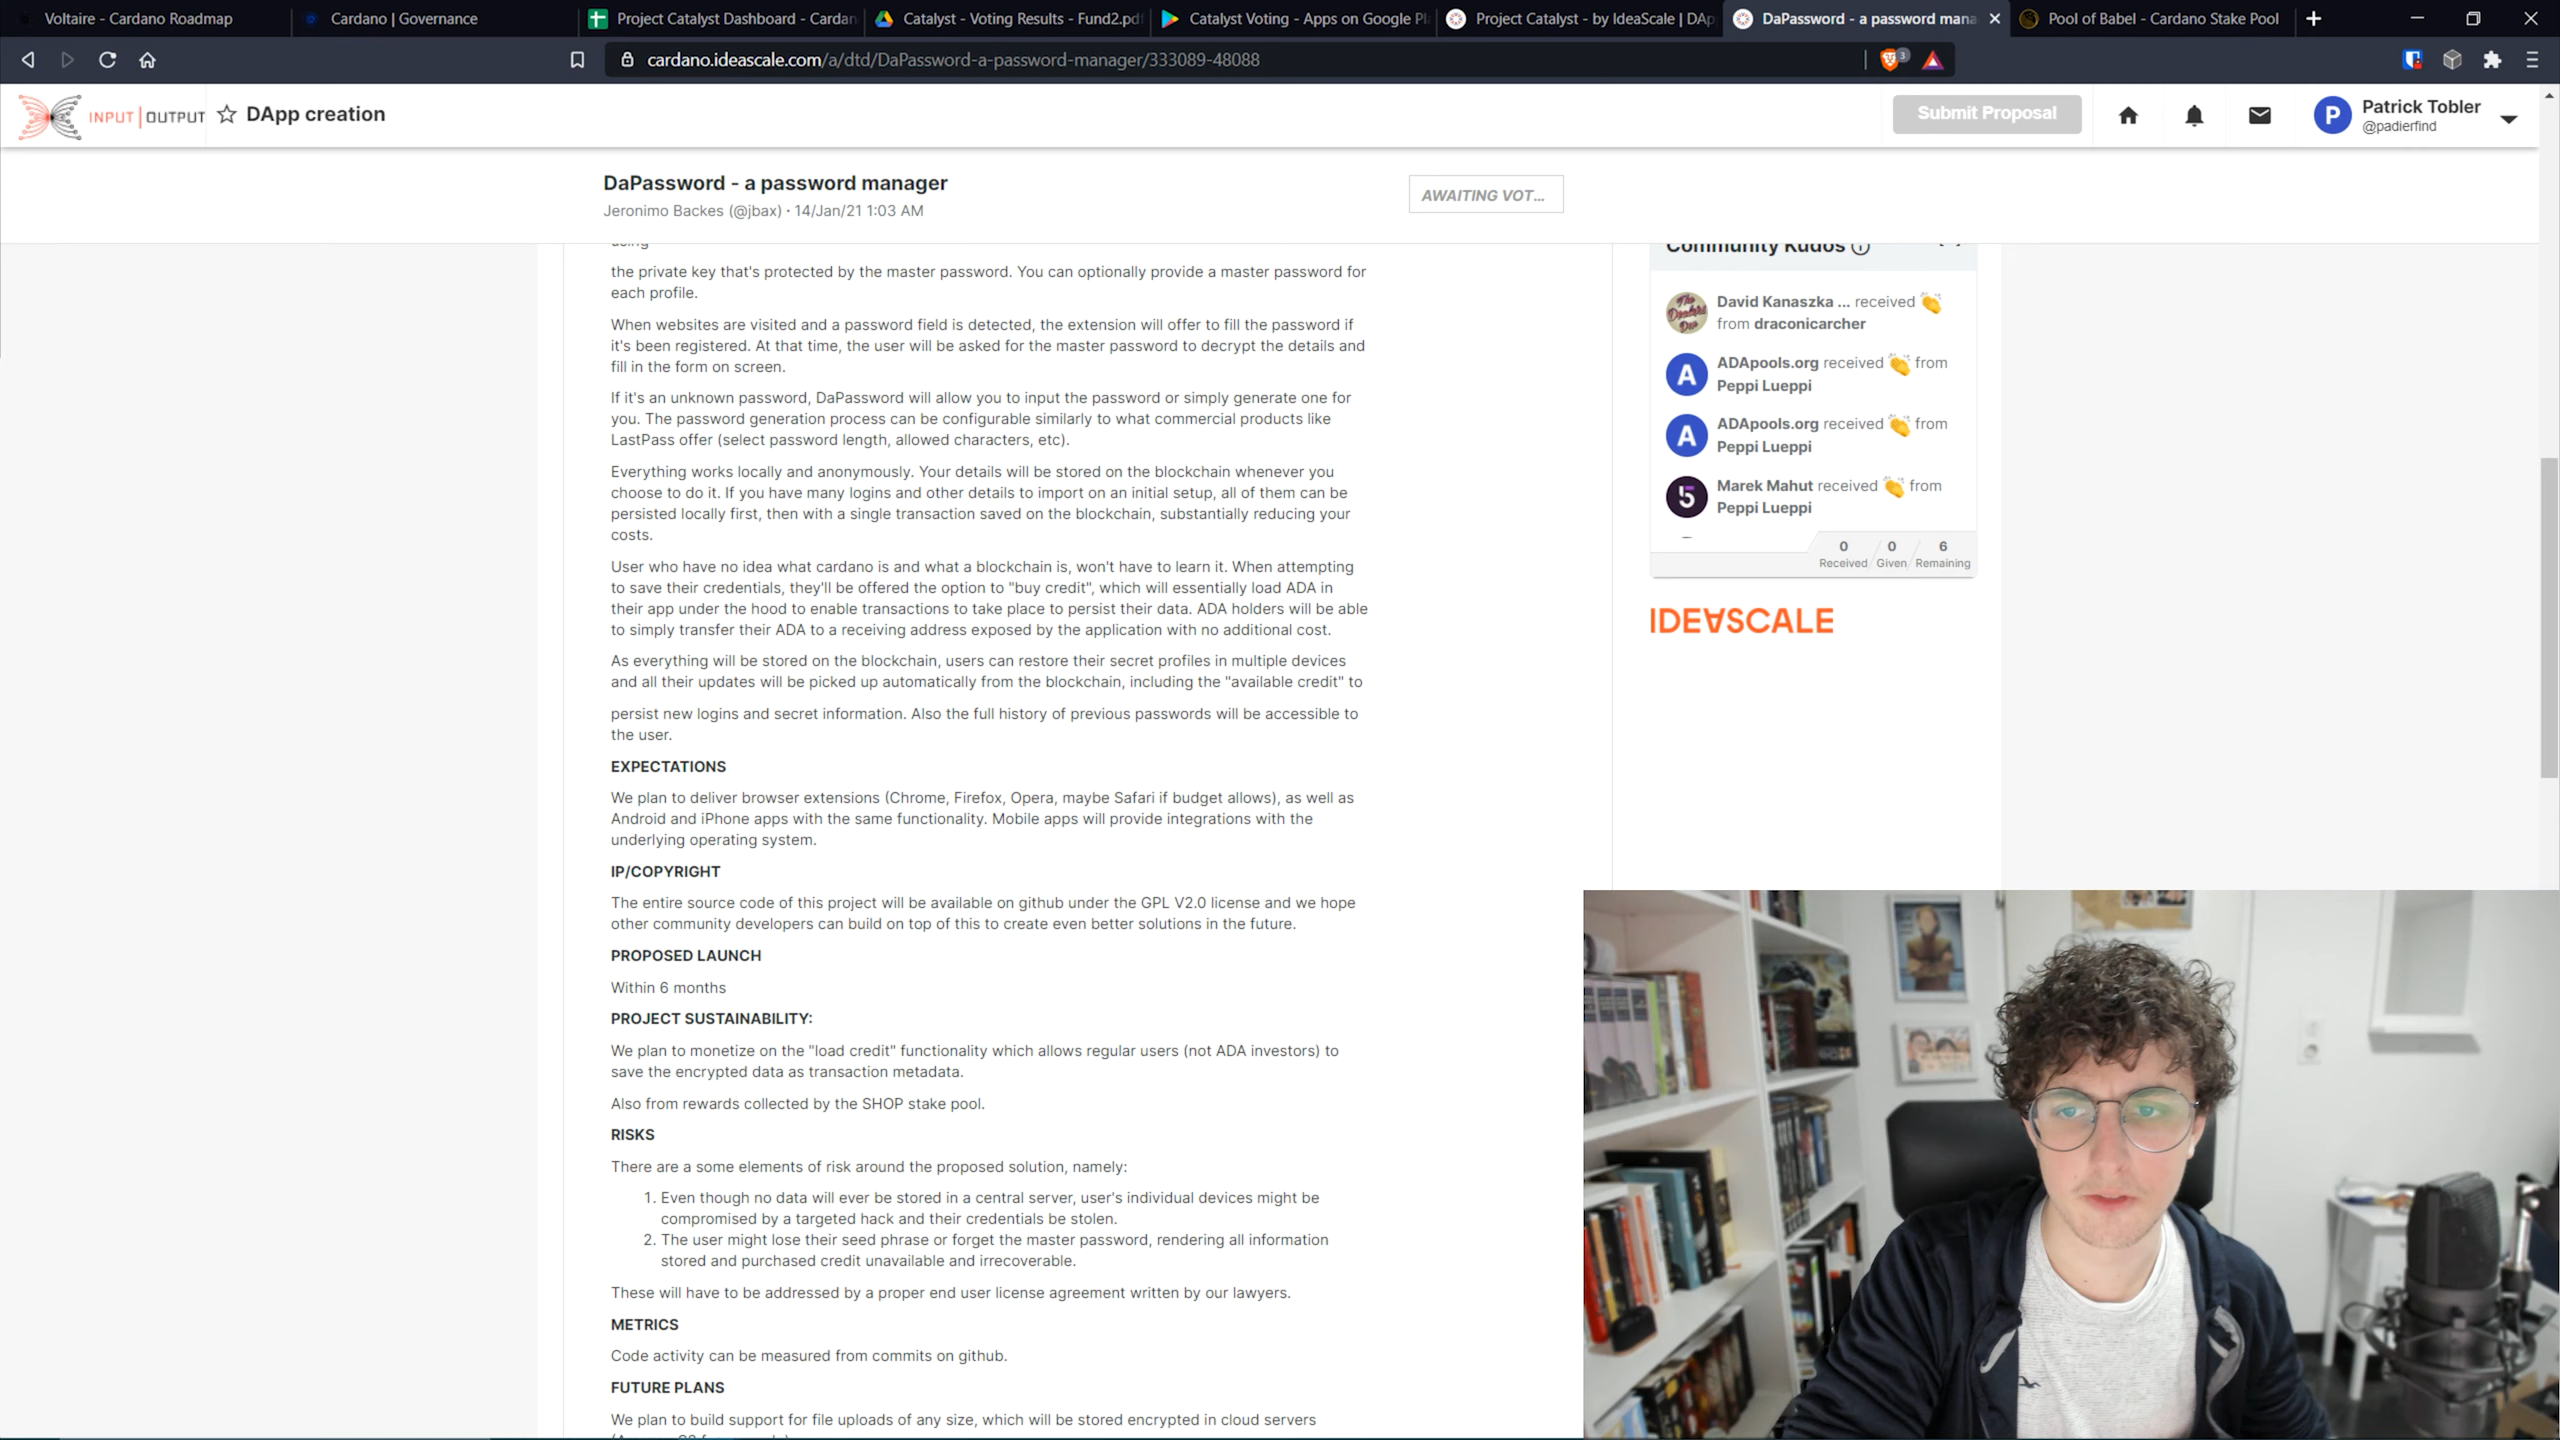 Voltaire - Cardano Roadmap
Cardano | Governance
Project Catalyst Dashboard - Cardan
Catalyst - Voting Results - Fund2.pdf
Catalyst Voting - Apps on Google Pl
Project Catalyst - by IdeaScale | DAp
DaPassword - a password mana
Pool of Babel - Cardano Stake Pool
cardano.ideascale.com/a/dtd/DaPassword-a-password-manager/333089-48088
3
INPUT | OUTPUT
DApp creation
Submit Proposal
P
Patrick Tobler
@padierfind
DaPassword - a password manager
Jeronimo Backes (@jbax) • 14/Jan/21 1:03 AM
AWAITING VOT...
using
the private key that's protected by the master password. You can optionally provide a master password for
each profile.
When websites are visited and a password field is detected, the extension will offer to fill the password if
it's been registered. At that time, the user will be asked for the master password to decrypt the details and
fill in the form on screen.
If it's an unknown password, DaPassword will allow you to input the password or simply generate one for
you. The password generation process can be configurable similarly to what commercial products like
LastPass offer (select password length, allowed characters, etc).
Everything works locally and anonymously. Your details will be stored on the blockchain whenever you
choose to do it. If you have many logins and other details to import on an initial setup, all of them can be
persisted locally first, then with a single transaction saved on the blockchain, substantially reducing your
costs.
User who have no idea what cardano is and what a blockchain is, won't have to learn it. When attempting
to save their credentials, they'll be offered the option to "buy credit", which will essentially load ADA in
their app under the hood to enable transactions to take place to persist their data. ADA holders will be able
to simply transfer their ADA to a receiving address exposed by the application with no additional cost.
As everything will be stored on the blockchain, users can restore their secret profiles in multiple devices
and all their updates will be picked up automatically from the blockchain, including the "available credit" to
persist new logins and secret information. Also the full history of previous passwords will be accessible to
the user.
EXPECTATIONS
We plan to deliver browser extensions (Chrome, Firefox, Opera, maybe Safari if budget allows), as well as
Android and iPhone apps with the same functionality. Mobile apps will provide integrations with the
underlying operating system.
IP/COPYRIGHT
The entire source code of this project will be available on github under the GPL V2.0 license and we hope
other community developers can build on top of this to create even better solutions in the future.
PROPOSED LAUNCH
Within 6 months
PROJECT SUSTAINABILITY:
We plan to monetize on the "load credit" functionality which allows regular users (not ADA investors) to
save the encrypted data as transaction metadata.
Also from rewards collected by the SHOP stake pool.
RISKS
There are a some elements of risk around the proposed solution, namely:
1. Even though no data will ever be stored in a central server, user's individual devices might be
compromised by a targeted hack and their credentials be stolen.
2. The user might lose their seed phrase or forget the master password, rendering all information
stored and purchased credit unavailable and irrecoverable.
These will have to be addressed by a proper end user license agreement written by our lawyers.
METRICS
Code activity can be measured from commits on github.
FUTURE PLANS
We plan to build support for file uploads of any size, which will be stored encrypted in cloud servers
Community Kudos
David Kanaszka ... received
from draconicarcher
A
ADApools.org received from
Peppi Lueppi
A
ADApools.org received from
Peppi Lueppi
5
Marek Mahut received from
Peppi Lueppi
0 0 6
Received Given Remaining
IDEASCALE